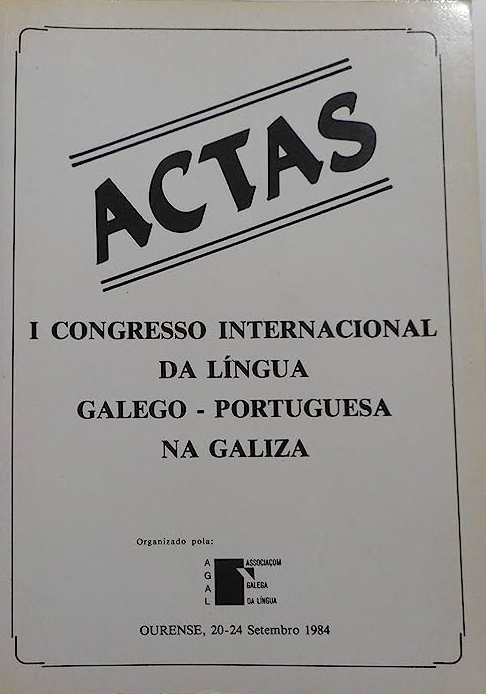 ACTAS
I CONGRESSO INTERNACIONAL
DA LÍNGUA
GALEGO - PORTUGUESA
NA GALIZA
Organizado pola:
AGAL
ASSOCIAÇOM
GALEGA
DA LÍNGUA
OURENSE, 20-24 Setembro 1984